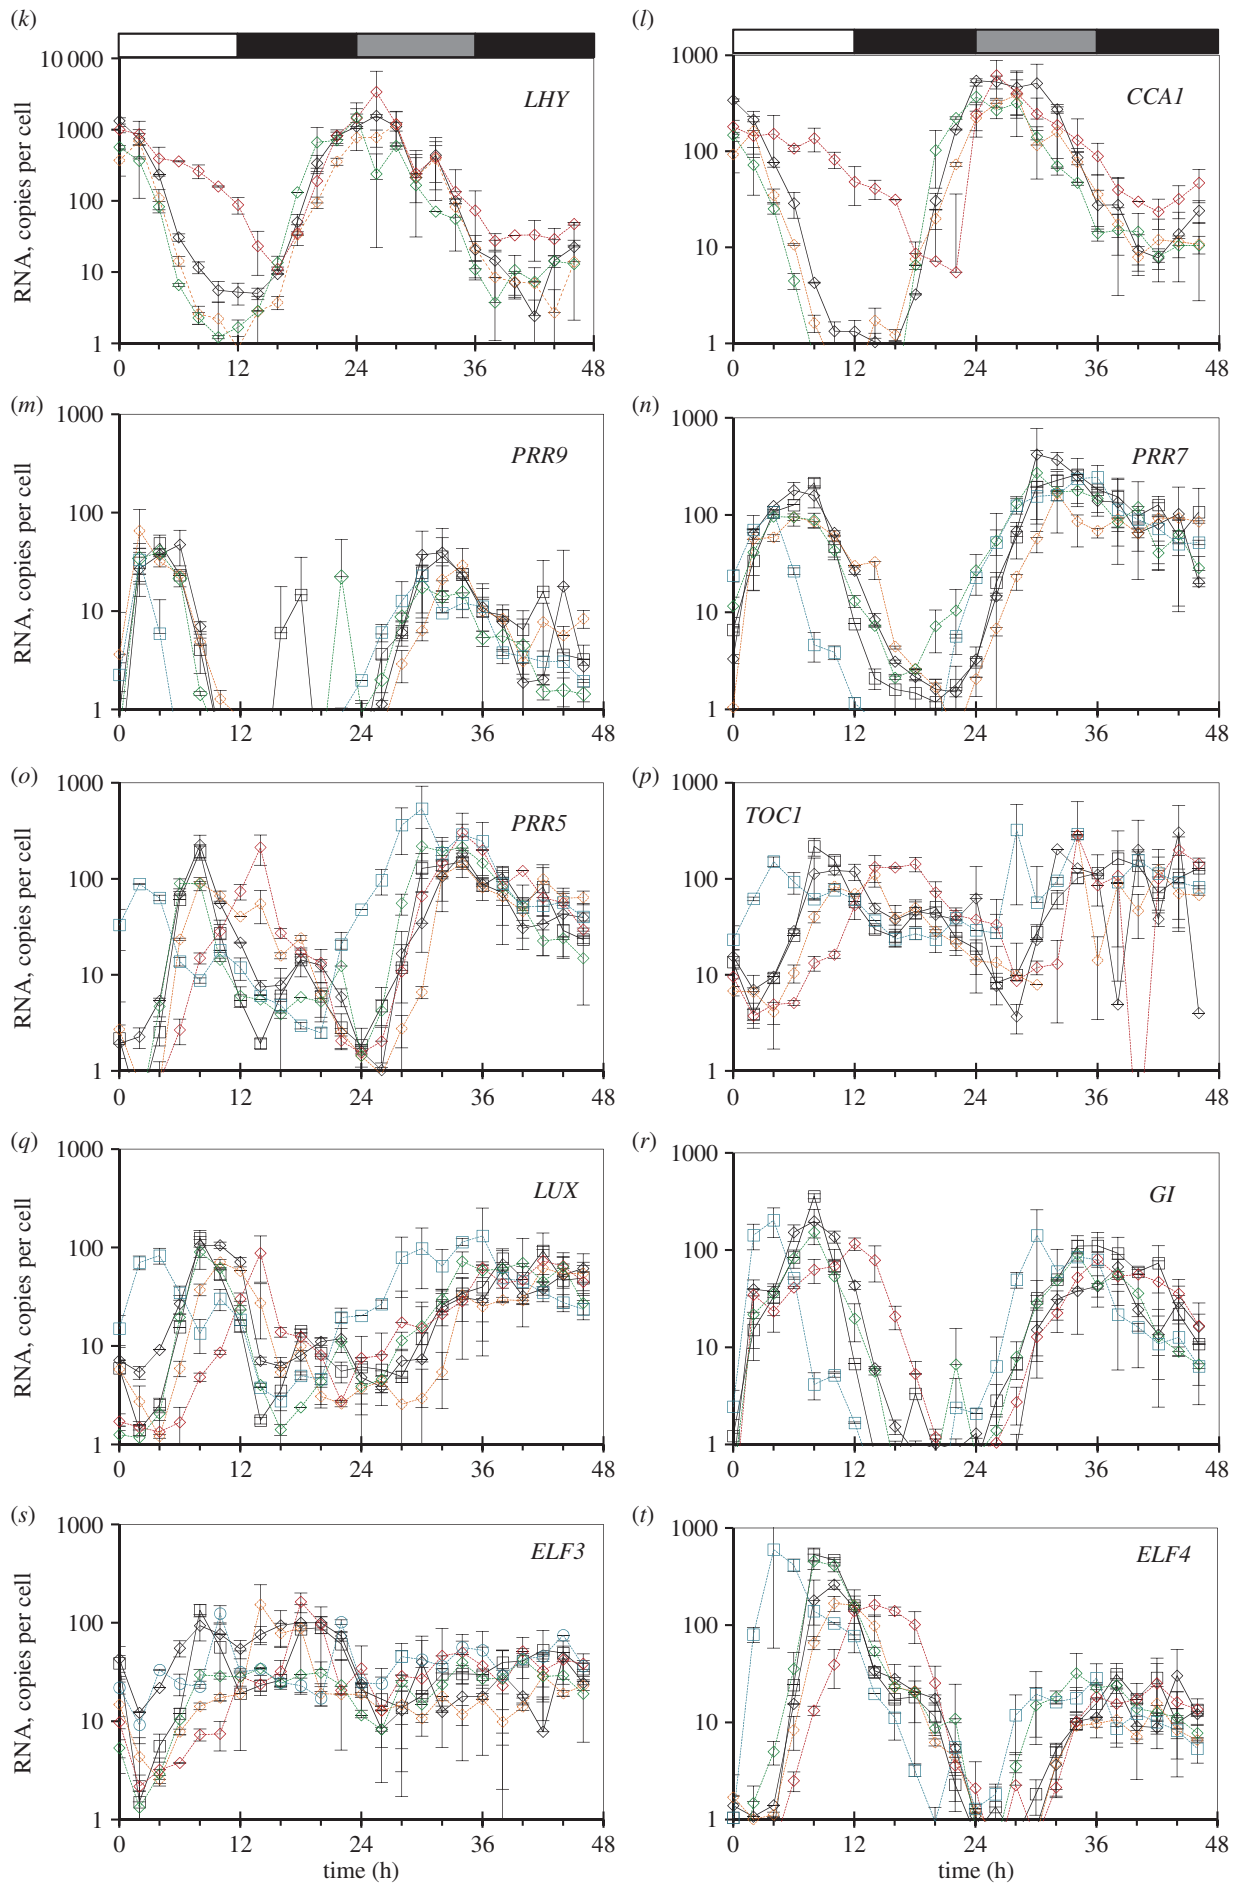 (k)
10 000
1000
100
10
1
RNA, copies per cell
LHY
0 12 24 36 48
(l)
1000
100
10
1
CCA1
0 12 24 36 48
(m)
1000
100
10
1
RNA, copies per cell
PRR9
0 12 24 36 48
(n)
1000
100
10
1
PRR7
0 12 24 36 48
(o)
1000
100
10
1
RNA, copies per cell
PRR5
0 12 24 36 48
(p)
1000
100
10
1
TOC1
0 12 24 36 48
(q)
1000
100
10
1
RNA, copies per cell
LUX
0 12 24 36 48
(r)
1000
100
10
1
GI
0 12 24 36 48
(s)
1000
100
10
1
RNA, copies per cell
ELF3
0 12 24 36 48
time (h)
(t)
1000
100
10
1
ELF4
0 12 24 36 48
time (h)